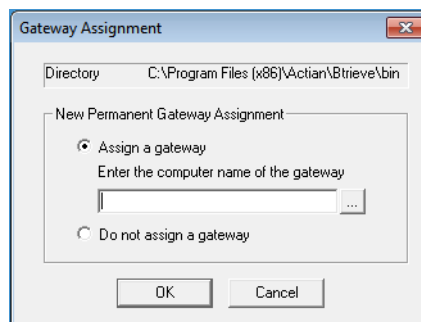 Gateway Assignment
Directory C:\Program Files (x86)\Actian\Btrieve\bin
New Permanent Gateway Assignment
Assign a gateway
Enter the computer name of the gateway
...
Do not assign a gateway
OK Cancel